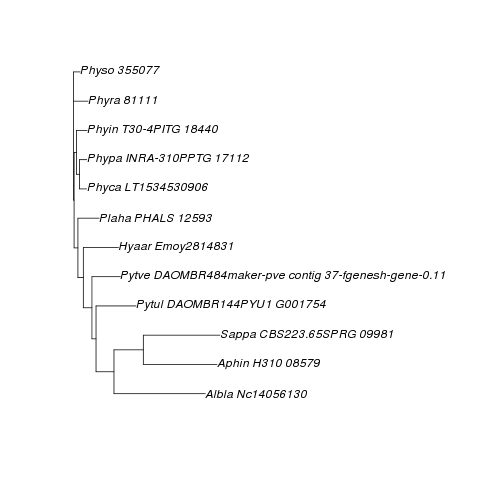 Physo 355077
Phyra 81111
Phyin T30-4PITG 18440
Phypa INRA-310PPTG 17112
Phyca LT1534530906
Plaha PHALS 12593
Hyaar Emoy2814831
Pytve DAOMBR484maker-pve contig 37-fgenesh-gene-0.11
Pytul DAOMBR144PYU1 G001754
Sappa CBS223.65SPRG 09981
Aphin H310 08579
Albla Nc14056130